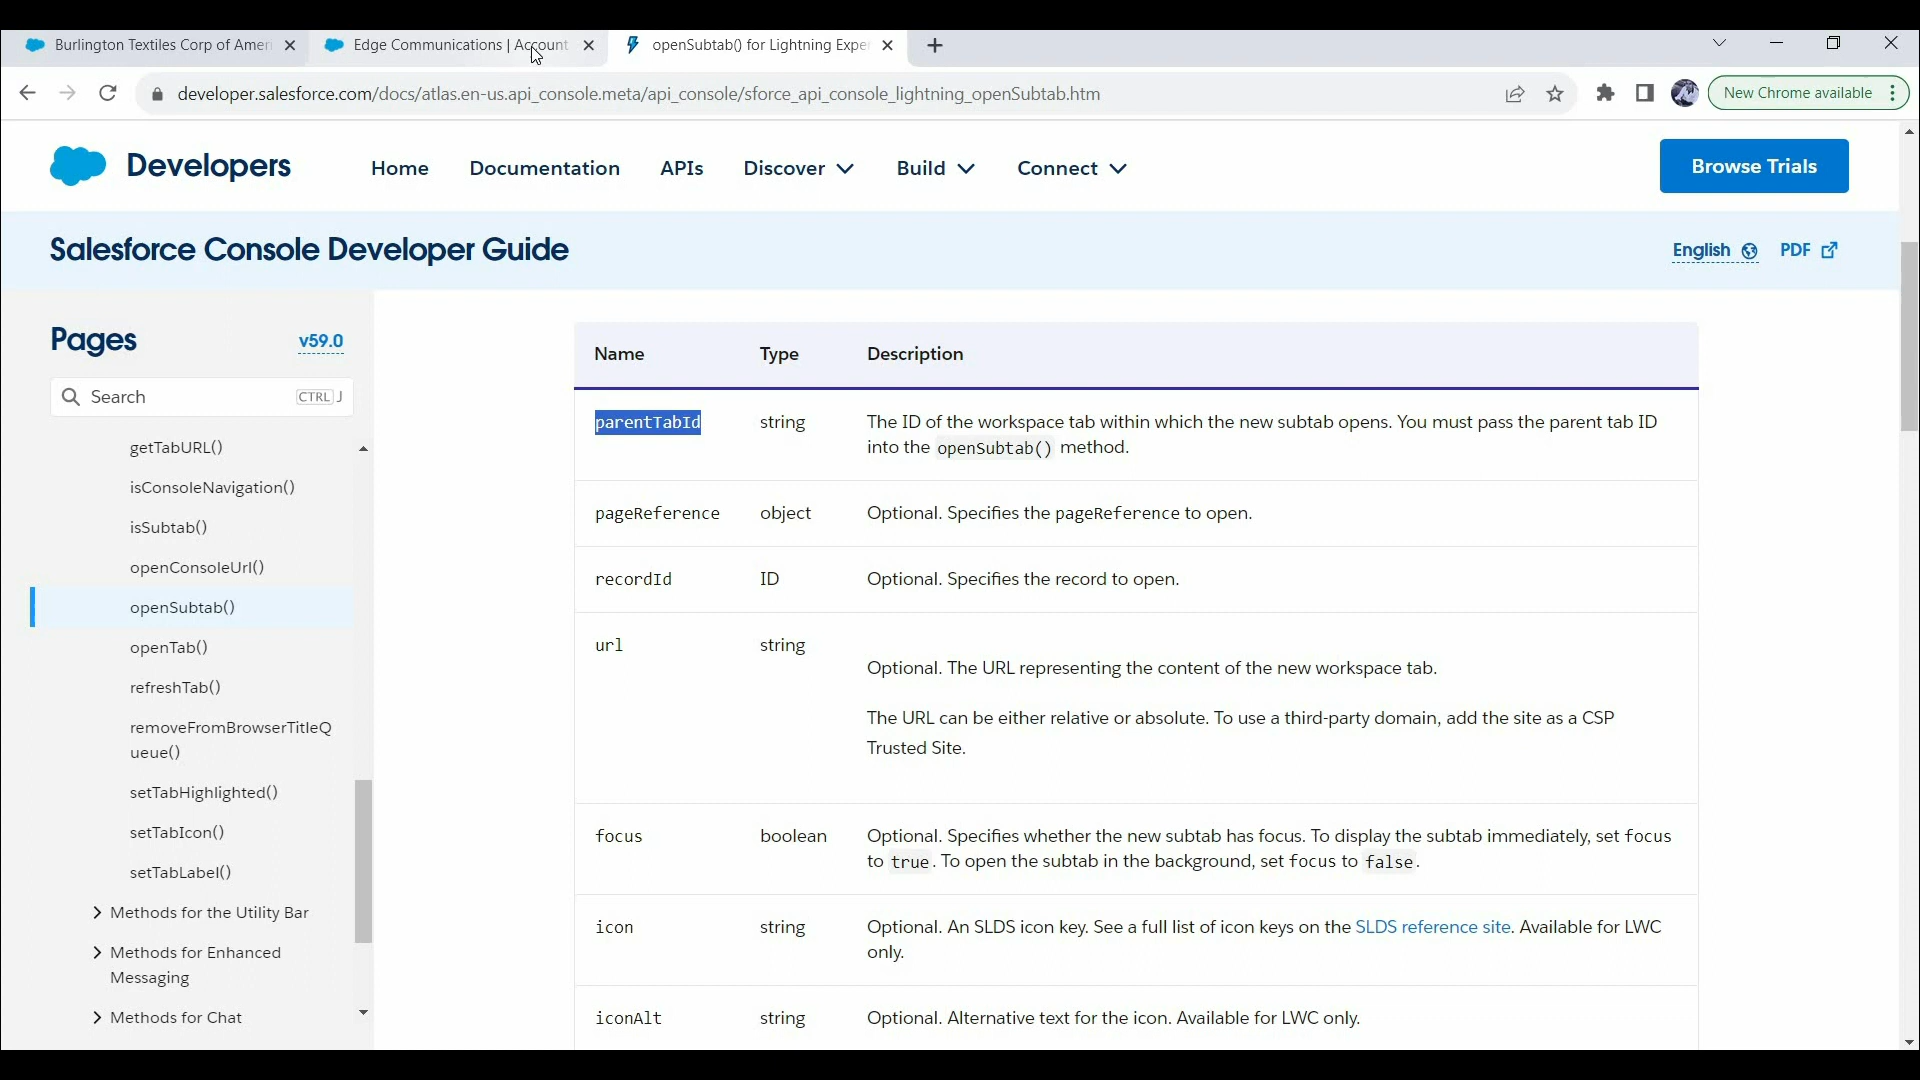 Burlington Textiles Corp of Amer
Edge Communications | Account
openSubtab() for Lightning Expe
developer.salesforce.com/docs/atlas.en-us.api_console.meta/api_console/sforce_api_console_lightning_openSubtab.htm
New Chrome available
Developers
Home
Documentation
APIs
Discover
Build
Connect
Browse Trials
Salesforce Console Developer Guide
English
PDF
Pages
v59.0
Search
CTRL J
getTabURL()
isConsoleNavigation()
isSubtab()
openConsoleUrl()
openSubtab()
openTab()
refreshTab()
removeFromBrowserTitleQ
ueue()
setTabHighlighted()
setTabIcon()
setTabLabel()
Methods for the Utility Bar
Methods for Enhanced
Messaging
Methods for Chat
Name Type Description
parentTabId string The ID of the workspace tab within which the new subtab opens. You must pass the parent tab ID
into the openSubtab() method.
pageReference object Optional. Specifies the pageReference to open.
recordId ID Optional. Specifies the record to open.
url string
Optional. The URL representing the content of the new workspace tab.
The URL can be either relative or absolute. To use a third-party domain, add the site as a CSP
Trusted Site.
focus boolean Optional. Specifies whether the new subtab has focus. To display the subtab immediately, set focus
to true. To open the subtab in the background, set focus to false.
icon string Optional. An SLDS icon key. See a full list of icon keys on the SLDS reference site. Available for LWC
only.
iconAlt string Optional. Alternative text for the icon. Available for LWC only.